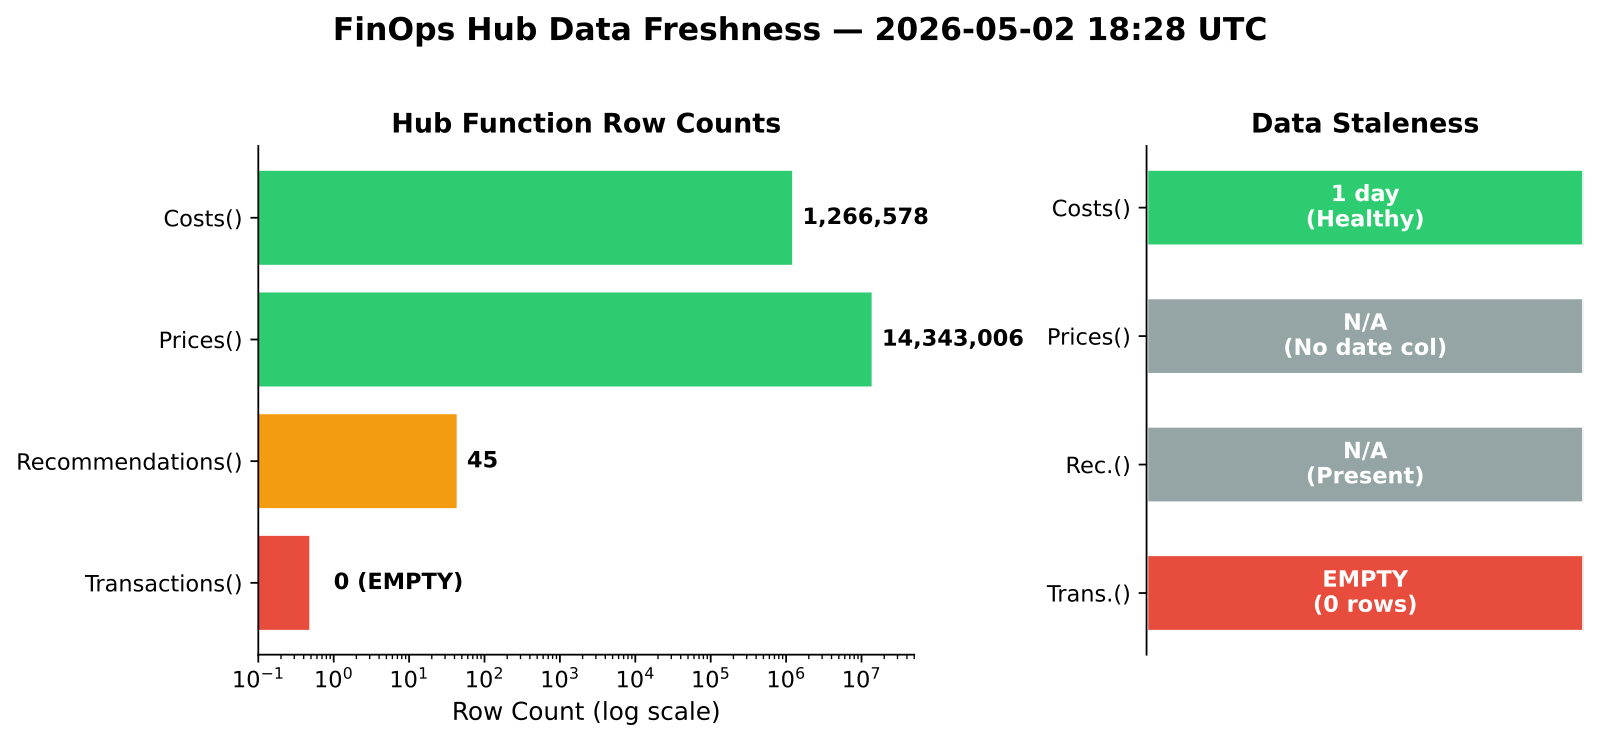 FinOps Hub Data Freshness — 2026-05-02 18:28 UTC
Hub Function Row Counts
Costs()
1,266,578
Prices()
14,343,006
Recommendations()
45
Transactions()
0 (EMPTY)
10⁻¹ 10⁰ 10¹ 10² 10³ 10⁴ 10⁵ 10⁶ 10⁷
Row Count (log scale)
Data Staleness
Costs()
1 day
(Healthy)
Prices()
N/A
(No date col)
Rec.()
N/A
(Present)
Trans.()
EMPTY
(0 rows)